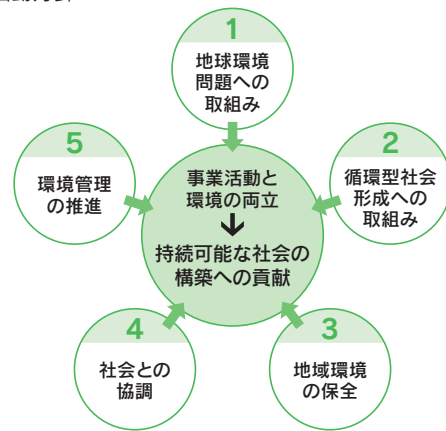 1
地球環境
問題への
取組み
2
循環型社会
形成への
取組み
3
地域環境
の保全
4
社会との
協調
5
環境管理
の推進
事業活動と
環境の両立
持続可能な社会の
構築への貢献